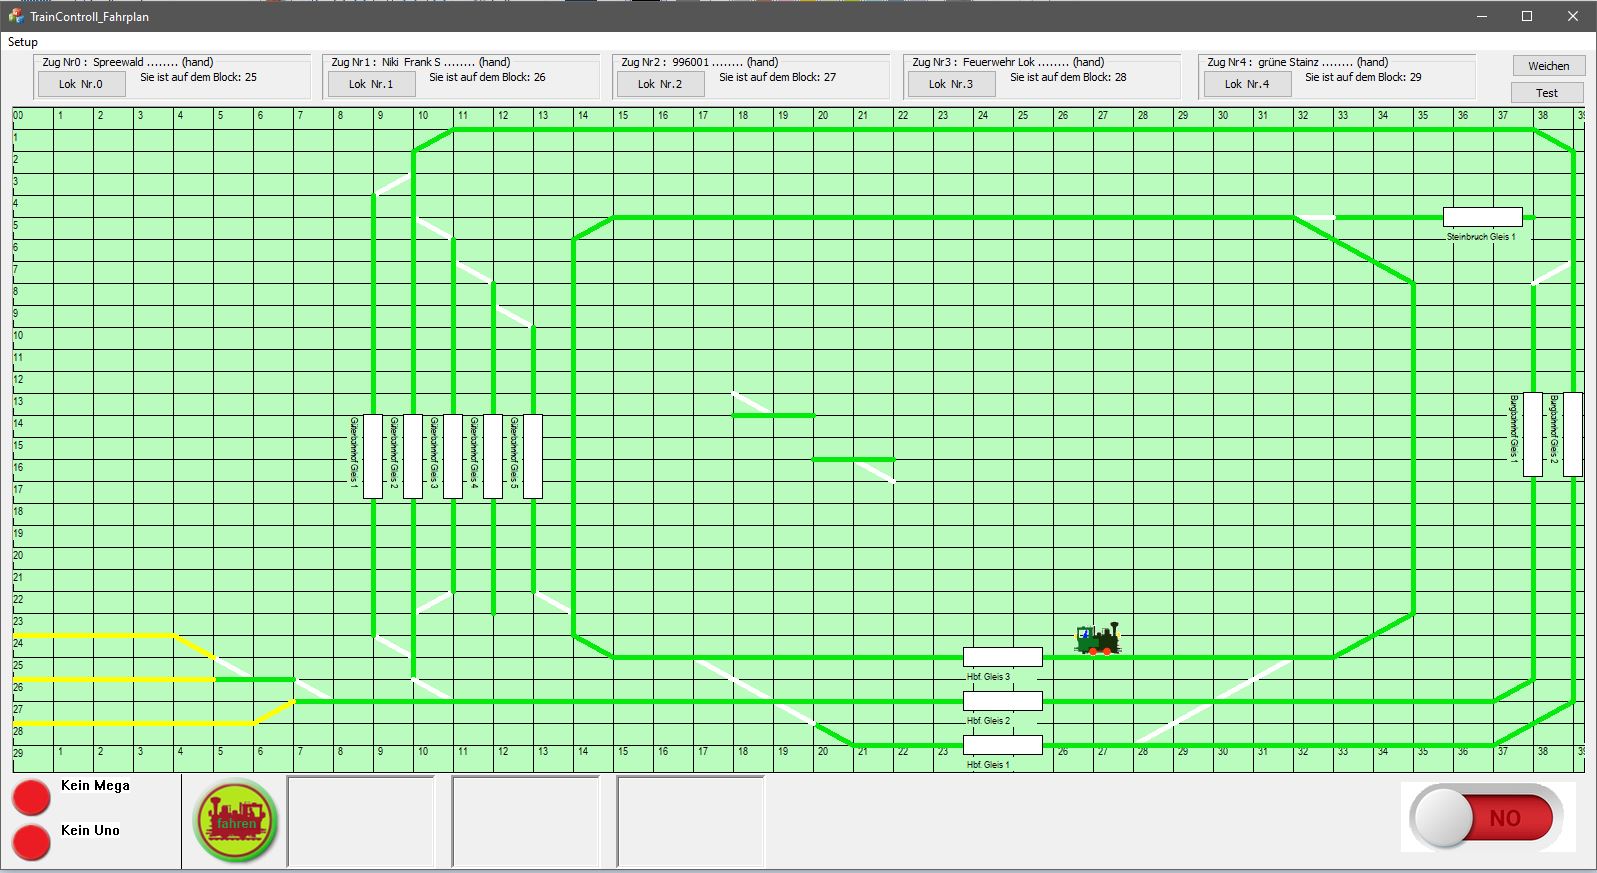 TrainControll_Fahrplan
Setup
Zug Nr0 : Spreewald ........ (hand)
Lok Nr.0
Sie ist auf dem Block: 25
Zug Nr1 : Niki Frank S ........ (hand)
Lok Nr.1
Sie ist auf dem Block: 26
Zug Nr2 : 996001 ........ (hand)
Lok Nr.2
Sie ist auf dem Block: 27
Zug Nr3 : Feuerwehr Lok ........ (hand)
Lok Nr.3
Sie ist auf dem Block: 28
Zug Nr4 : grüne Stainz ........ (hand)
Lok Nr.4
Sie ist auf dem Block: 29
Weichen
Test
00 1 2 3 4 5 6 7 8 9 10 11 12 13 14 15 16 17 18 19 20 21 22 23 24 25 26 27 28 29 30 31 32 33 34 35 36 37 38 39
1
2
3
4
5
Steinbruch Gleis 1
6
7
8
9
10
11
12
13
14
15
16
17
Güterbahnhof Gleis 1
Güterbahnhof Gleis 2
Güterbahnhof Gleis 3
Güterbahnhof Gleis 4
Güterbahnhof Gleis 5
Burgbahnhof Gleis 1
Burgbahnhof Gleis 2
18
19
20
21
22
23
24
25
Hbf. Gleis 3
26
27
Hbf. Gleis 2
28
29 1 2 3 4 5 6 7 8 9 10 11 12 13 14 15 16 17 18 19 20 21 22 23 24 25 26 27 28 29 30 31 32 33 34 35 36 37 38 39
Hbf. Gleis 1
Kein Mega
Kein Uno
fahren
NO